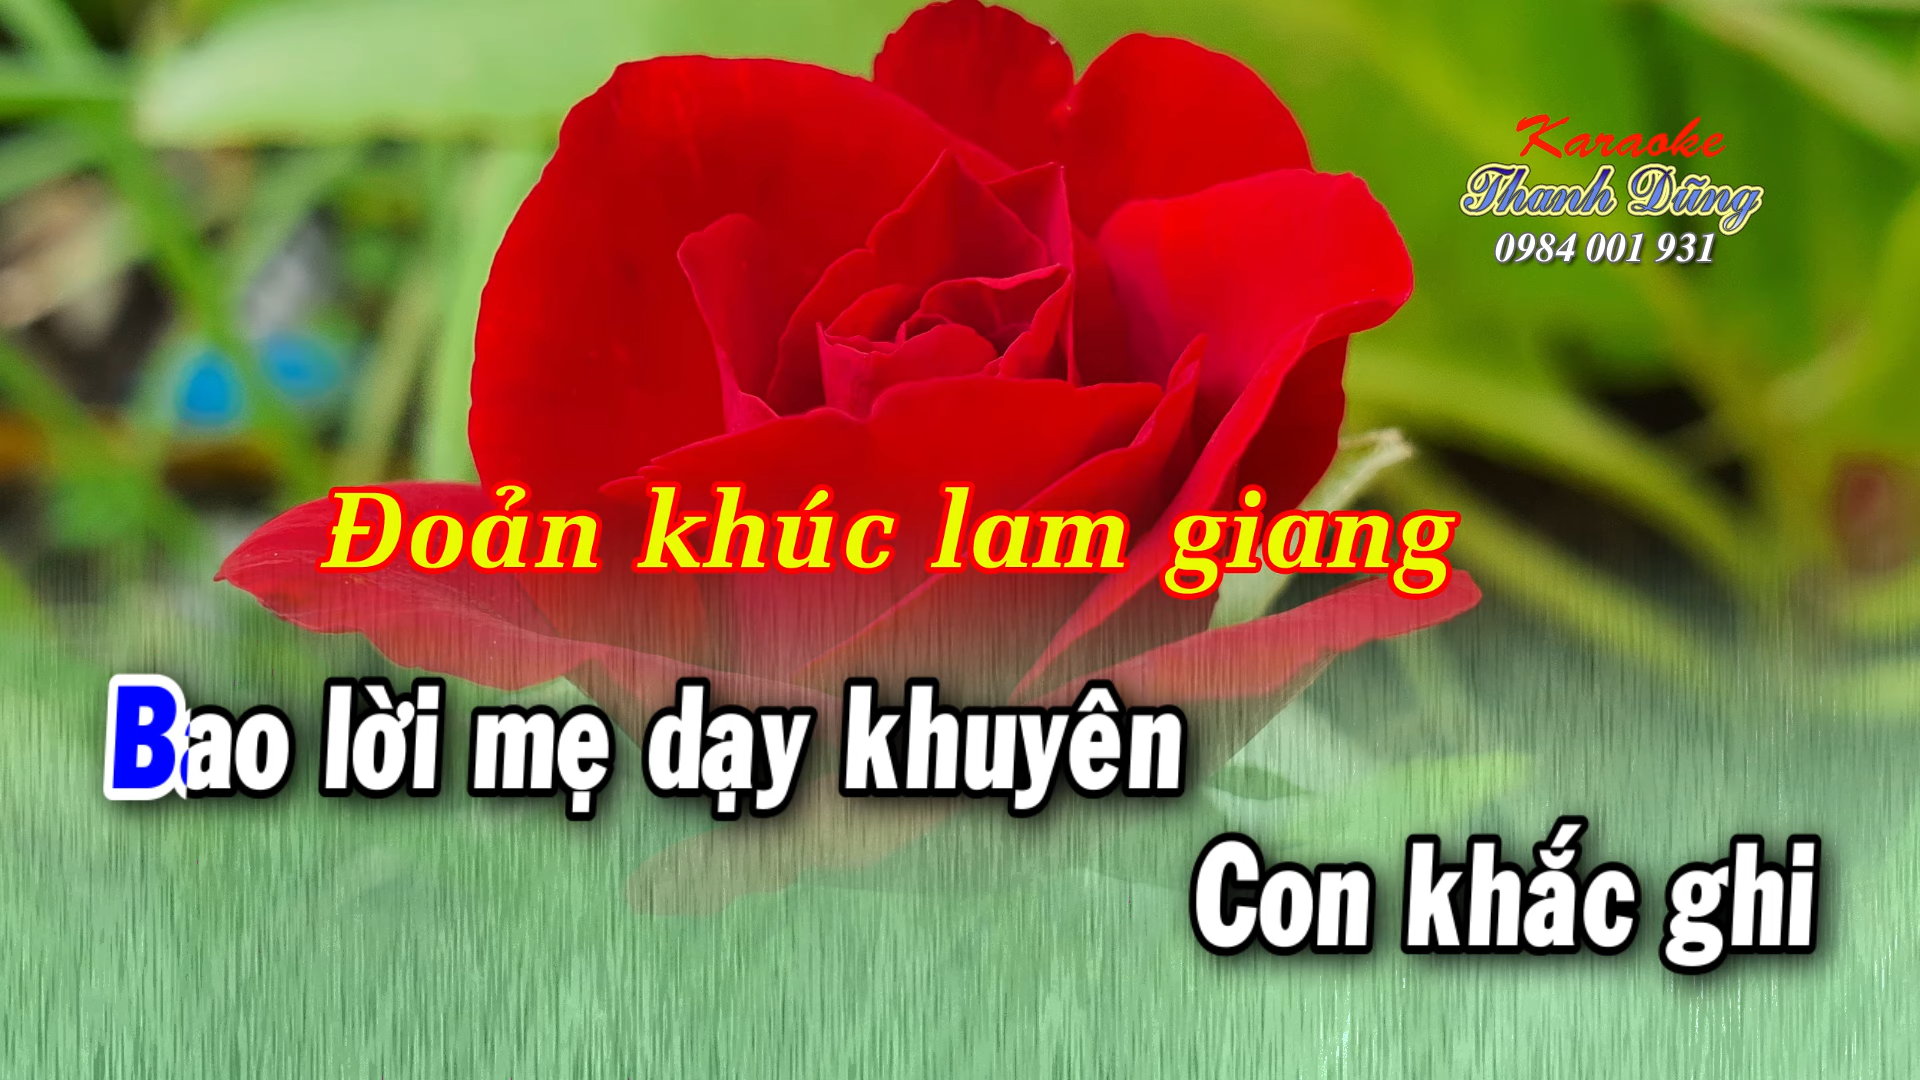 Karaoke
Thanh Dũng
0984 001 931
Đoản khúc lam giang
Bao lời mẹ dạy khuyên
Con khắc ghi